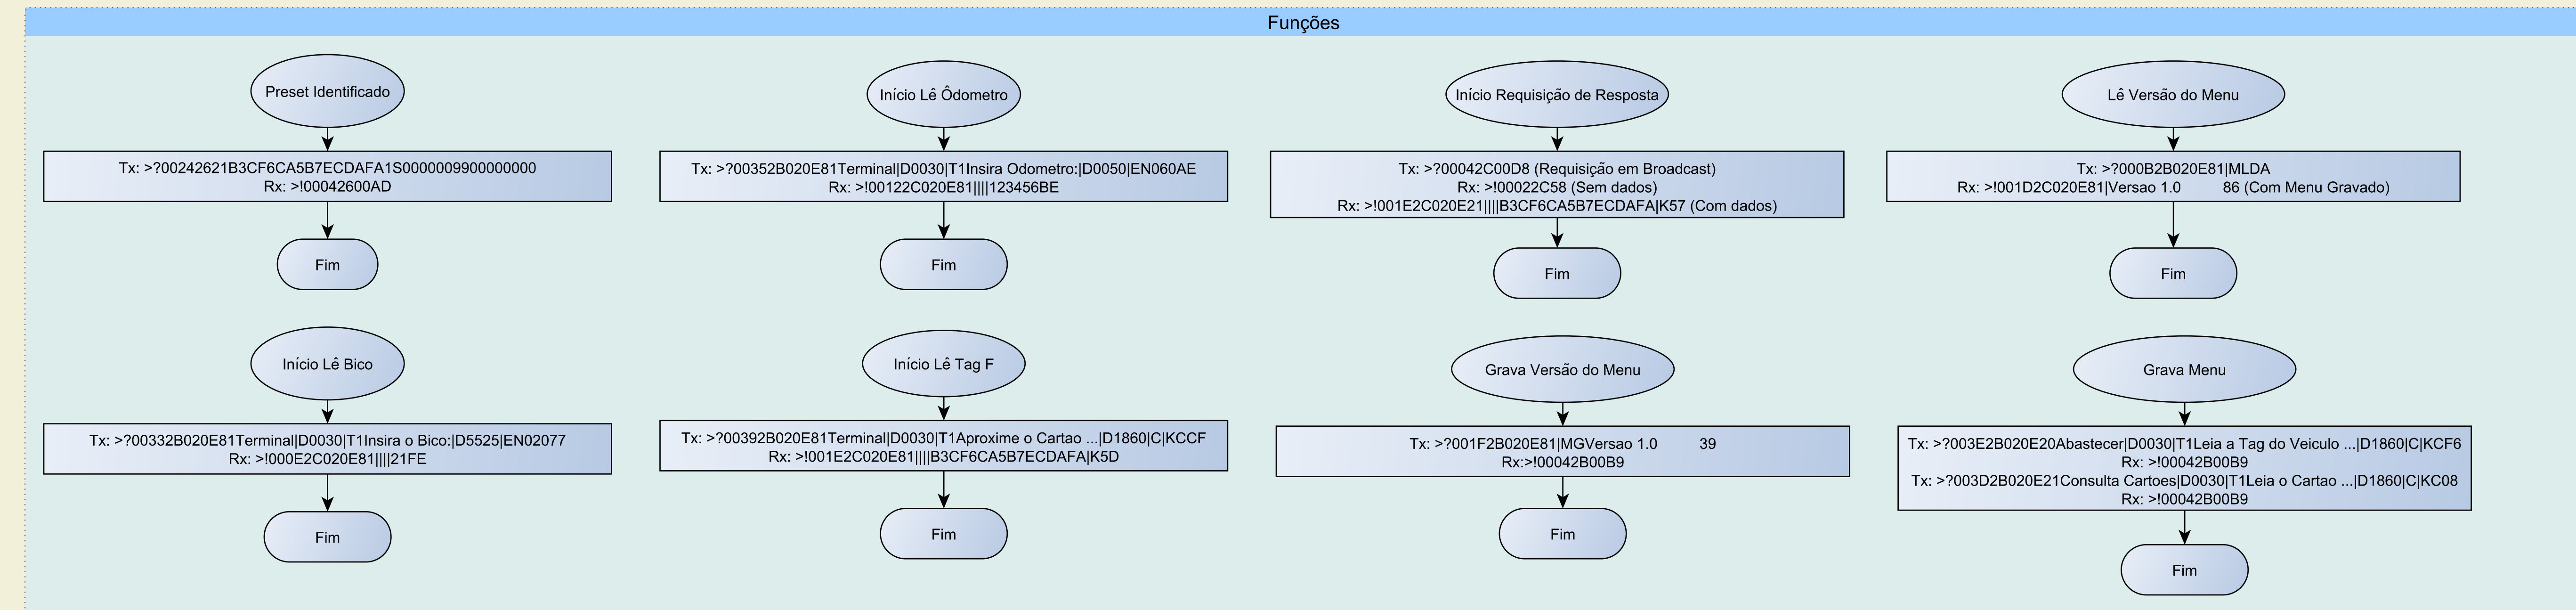 Funções
Preset Identificado
Tx: >?00242621B3CF6CA5B7ECDAFA1S0000009900000000
Rx: >!00042600AD
Fim
Início Lê Ôdometro
Tx: >?00352B020E81Terminal|D0030|T1Insira Odometro:|D0050|EN060AE
Rx: >!00122C020E81||||123456BE
Fim
Início Requisição de Resposta
Tx: >?00042C00D8 (Requisição em Broadcast)
Rx: >!00022C58 (Sem dados)
Rx: >!001E2C020E21||||B3CF6CA5B7ECDAFA|K57 (Com dados)
Fim
Lê Versão do Menu
Tx: >?000B2B020E81|MLDA
Rx: >!001D2C020E81|Versao 1.0          86 (Com Menu Gravado)
Fim
Início Lê Bico
Tx: >?00332B020E81Terminal|D0030|T1Insira o Bico:|D5525|EN02077
Rx: >!000E2C020E81||||21FE
Fim
Início Lê Tag F
Tx: >?00392B020E81Terminal|D0030|T1Aproxime o Cartao ...|D1860|C|KCCF
Rx: >!001E2C020E81||||B3CF6CA5B7ECDAFA|K5D
Fim
Grava Versão do Menu
Tx: >?001F2B020E81|MGVersao 1.0          39
Rx:>!00042B00B9
Fim
Grava Menu
Tx: >?003E2B020E20Abastecer|D0030|T1Leia a Tag do Veiculo ...|D1860|C|KCF6
Rx: >!00042B00B9
Tx: >?003D2B020E21Consulta Cartoes|D0030|T1Leia o Cartao ...|D1860|C|KC08
Rx: >!00042B00B9
Fim